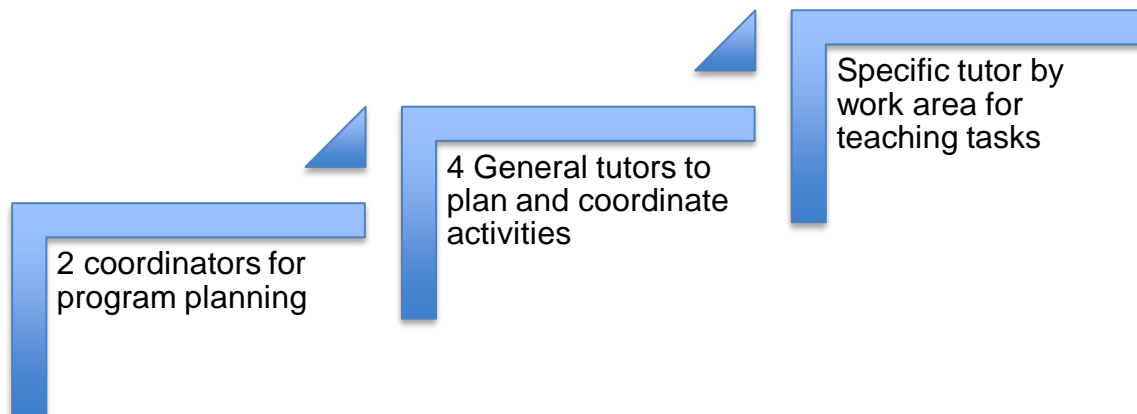 2 coordinators for
program planning
4 General tutors to
plan and coordinate
activities
Specific tutor by
work area for
teaching tasks